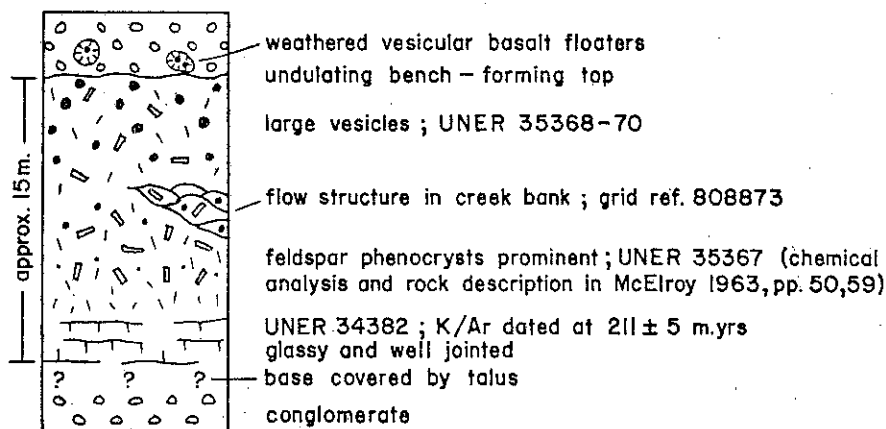 weathered vesicular basalt floaters
undulating bench - forming top
large vesicles ; UNER 35368-70
approx. 15 m.
flow structure in creek bank ; grid ref. 808873
feldspar phenocrysts prominent ; UNER 35367 (chemical
analysis and rock description in McElroy 1963, pp. 50,59)
UNER 34382 ; K/Ar dated at 211 ± 5 m.yrs
glassy and well jointed
? ? ?
base covered by talus
conglomerate